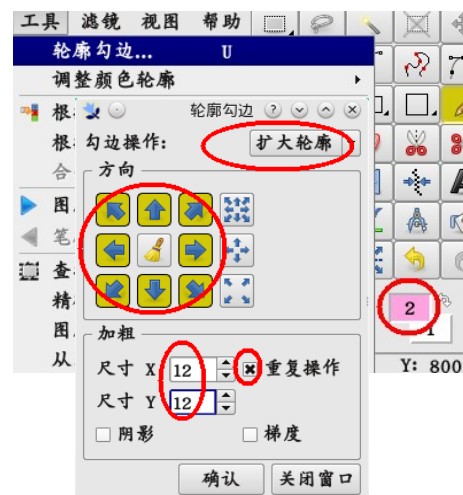 工具 滤镜 视图 帮助
轮廓勾边... U
调整颜色轮廓
根
轮廓勾边
根
勾边操作: 扩大轮廓
合
方向
图
笔
查
精
2
1
图
加粗
从
尺寸 X 12 重复操作
Y: 800
尺寸 Y 12
阴影 梯度
确认 关闭窗口